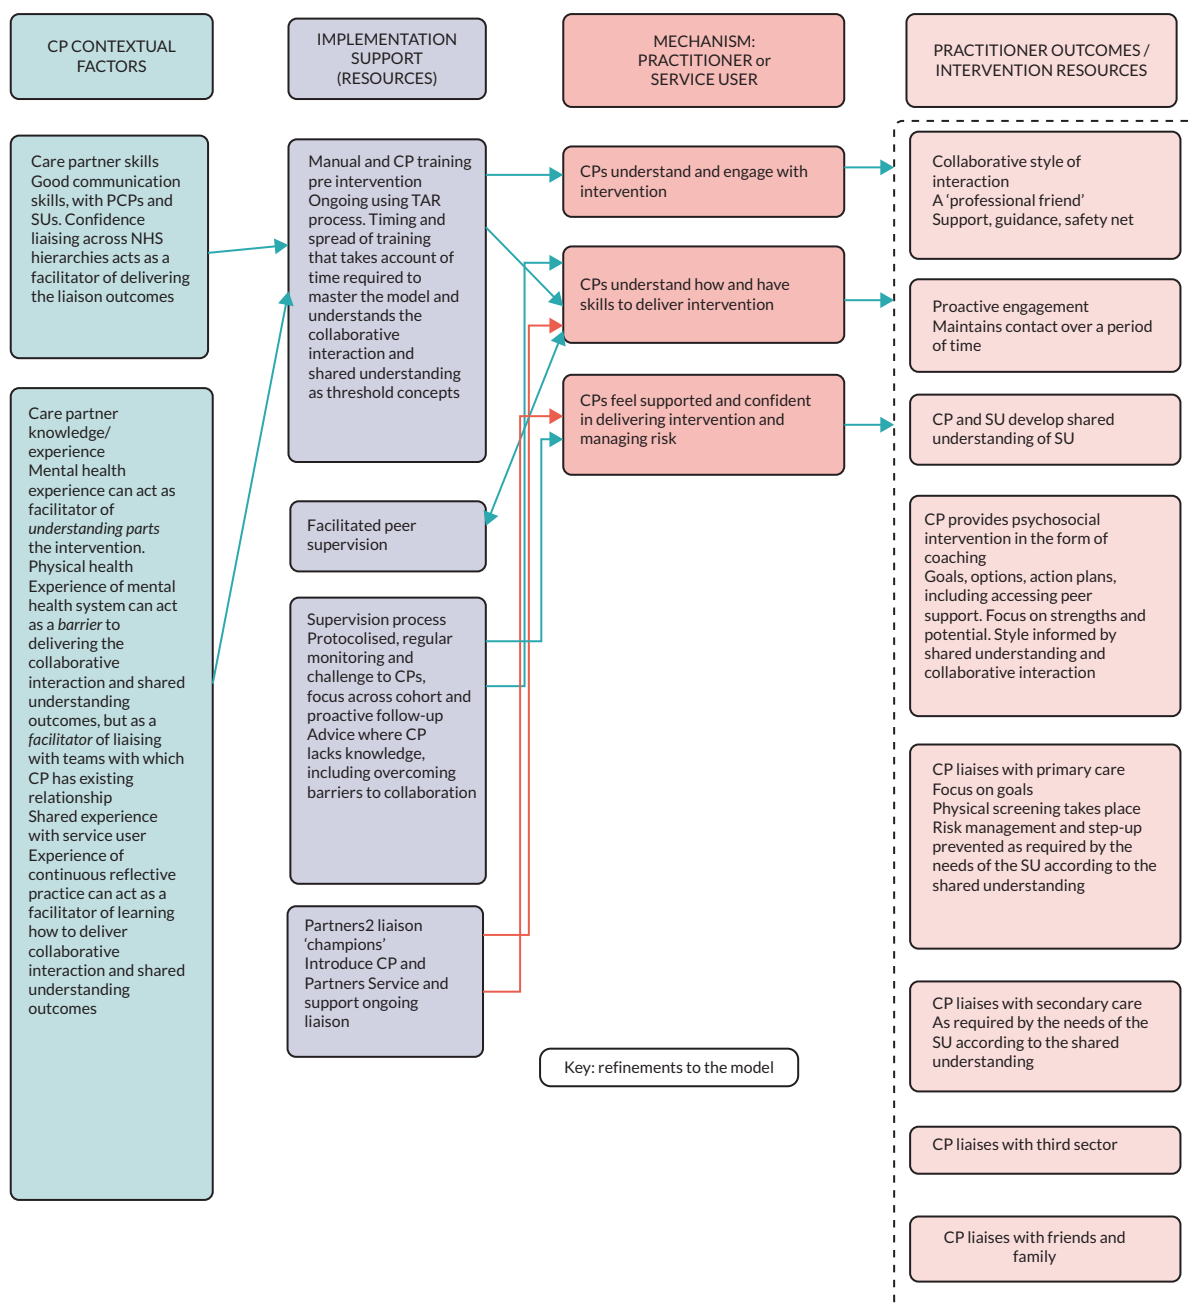 CP CONTEXTUAL
FACTORS
IMPLEMENTATION
SUPPORT
(RESOURCES)
MECHANISM:
PRACTITIONER or
SERVICE USER
PRACTITIONER OUTCOMES /
INTERVENTION RESOURCES
Care partner skills
Good communication
skills, with PCPs and
SUs. Confidence
liaising across NHS
hierarchies acts as a
facilitator of delivering
the liaison outcomes
Care partner
knowledge/
experience
Mental health
experience can act as
facilitator of
understanding parts
the intervention.
Physical health
Experience of mental
health system can act
as a barrier to
delivering the
collaborative
interaction and shared
understanding
outcomes, but as a
facilitator of liaising
with teams with which
CP has existing
relationship
Shared experience
with service user
Experience of
continuous reflective
practice can act as a
facilitator of learning
how to deliver
collaborative
interaction and shared
understanding
outcomes
Manual and CP training
pre intervention
Ongoing using TAR
process. Timing and
spread of training
that takes account of
time required to
master the model and
understands the
collaborative
interaction and
shared understanding
as threshold concepts
Facilitated peer
supervision
Supervision process
Protocolised, regular
monitoring and
challenge to CPs,
focus across cohort and
proactive follow-up
Advice where CP
lacks knowledge,
including overcoming
barriers to collaboration
Partners2 liaison
‘champions’
Introduce CP and
Partners Service and
support ongoing
liaison
CPs understand and engage with
intervention
CPs understand how and have
skills to deliver intervention
CPs feel supported and confident
in delivering intervention and
managing risk
Key: refinements to the model
Collaborative style of
interaction
A ‘professional friend’
Support, guidance, safety net
Proactive engagement
Maintains contact over a period
of time
CP and SU develop shared
understanding of SU
CP provides psychosocial
intervention in the form of
coaching
Goals, options, action plans,
including accessing peer
support. Focus on strengths and
potential. Style informed by
shared understanding and
collaborative interaction
CP liaises with primary care
Focus on goals
Physical screening takes place
Risk management and step-up
prevented as required by the
needs of the SU according to the
shared understanding
CP liaises with secondary care
As required by the needs of the
SU according to the shared
understanding
CP liaises with third sector
CP liaises with friends and
family